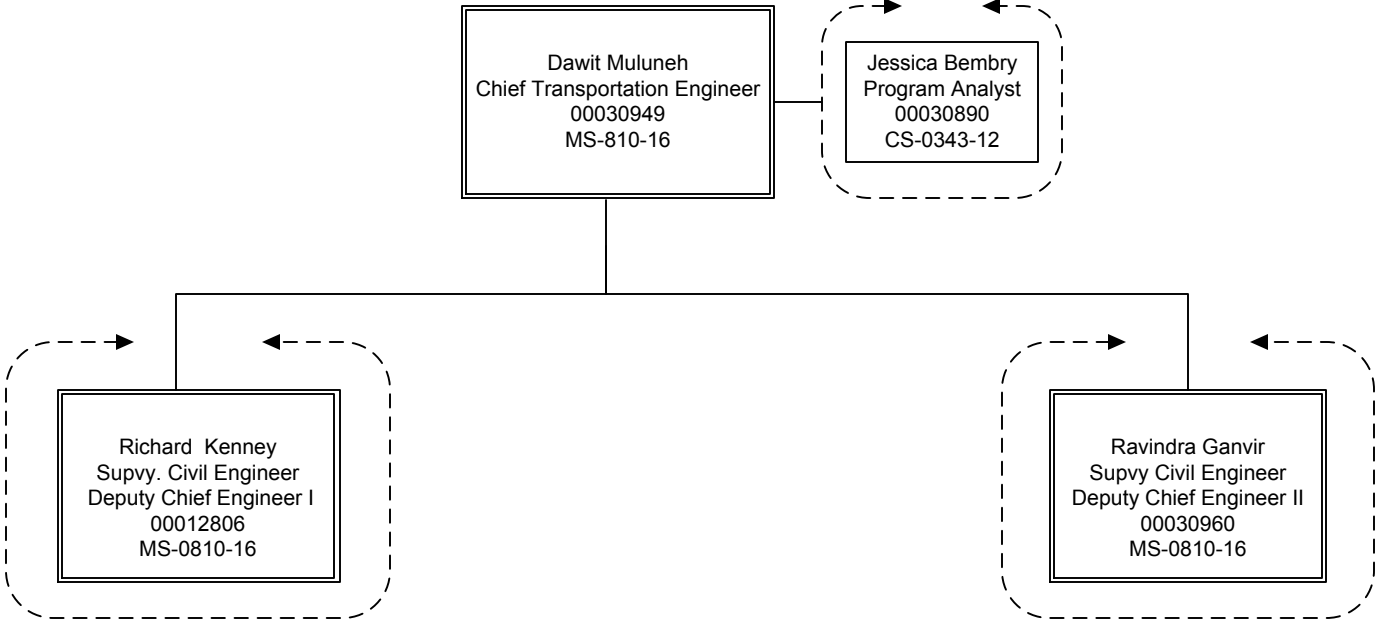 Dawit Muluneh
Chief Transportation Engineer
00030949
MS-810-16
Jessica Bembry
Program Analyst
00030890
CS-0343-12
Richard  Kenney
Supvy. Civil Engineer
Deputy Chief Engineer I
00012806
MS-0810-16
Ravindra Ganvir
Supvy Civil Engineer
Deputy Chief Engineer II
00030960
MS-0810-16